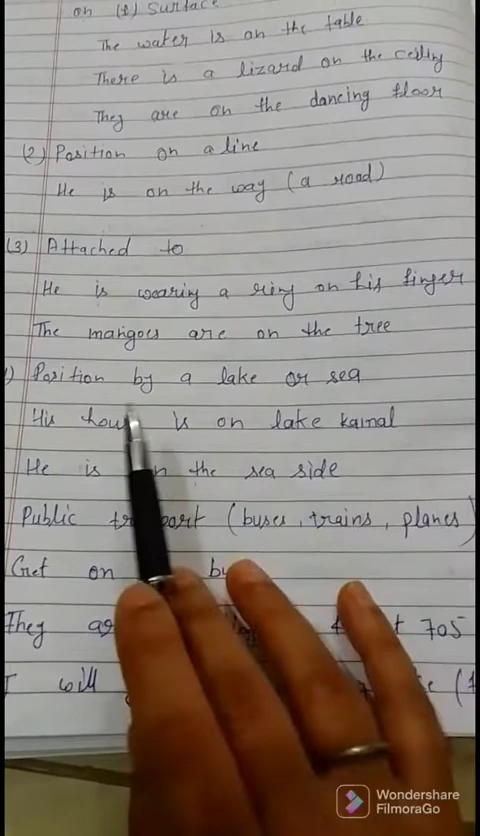 on (1) Surface
The water is on the table
There is a lizard on the ceiling
They are on the dancing floor
(2) Position on a line
He is on the way (a road)
(3) Attached to
He is wearing a ring on his finger
The mangoes are on the tree
Position by a lake or sea
His is on lake kamal
He is the sea side
Public (buses, trains, planes)
Get on
They 705
I will
Wondershare
FilmoraGo